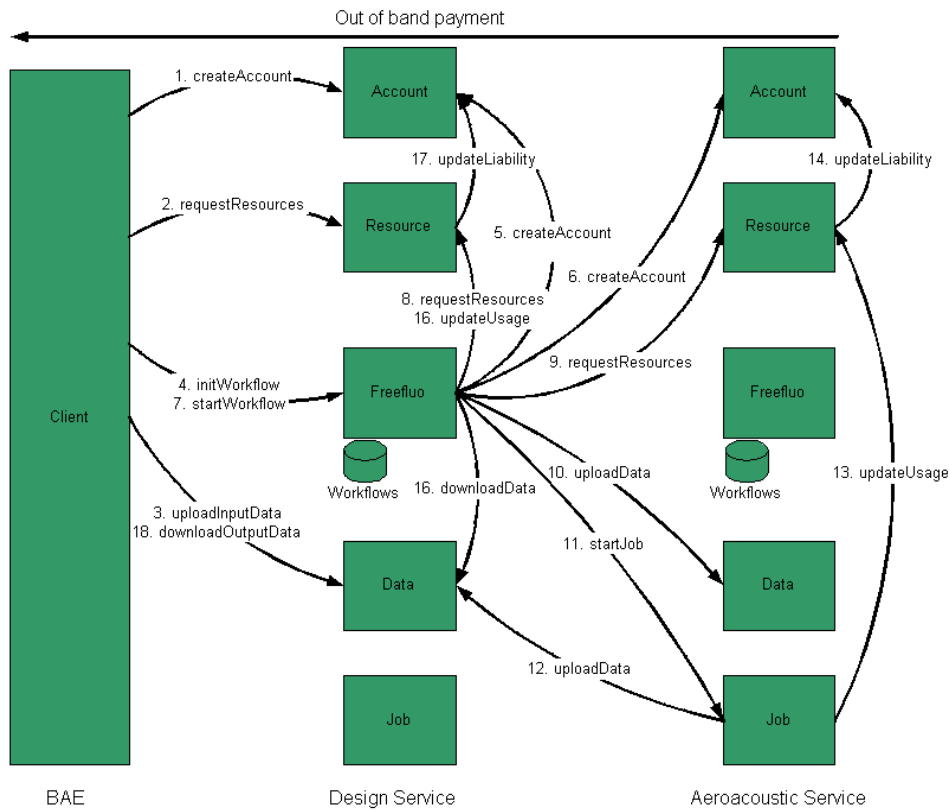 Out of band payment
1. createAccount
Account
Account
17. updateLiability
14. updateLiability
2. requestResources
Resource
Resource
5. createAccount
6. createAccount
8. requestResources
16. updateUsage
9. requestResources
4. initWorkflow
7. startWorkflow
Freefluo
Freefluo
Client
Workflows
Workflows
16. downloadData
10. uploadData
13. updateUsage
3. uploadInputData
18. downloadOutputData
11. startJob
Data
Data
12. uploadData
Job
Job
BAE
Design Service
Aeroacoustic Service